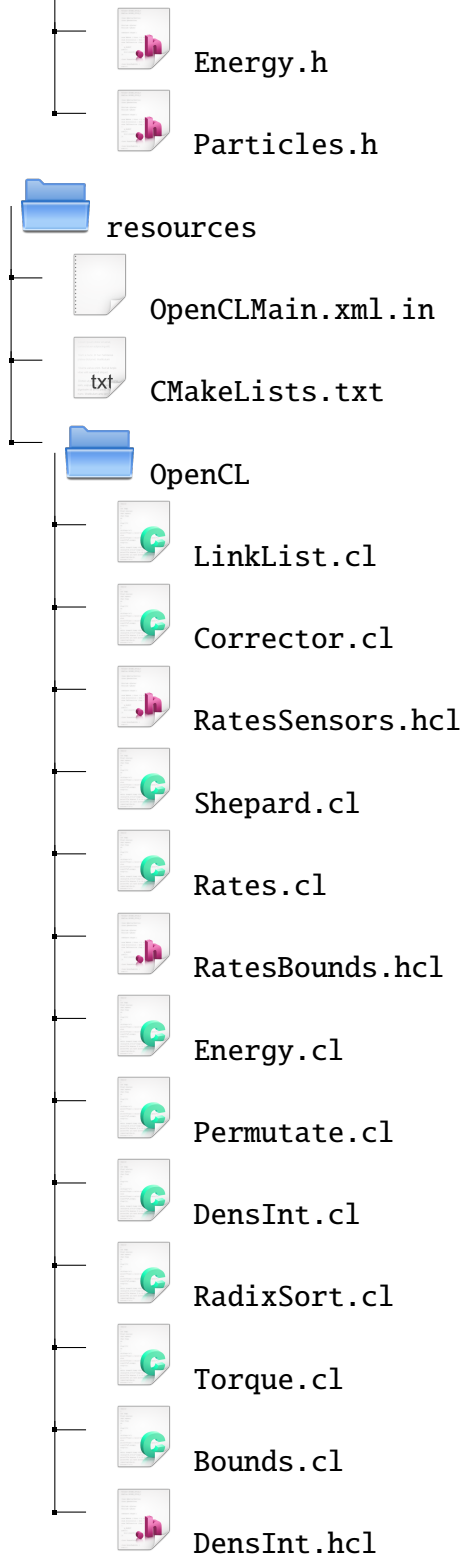 Energy.h
Particles.h
resources
OpenCLMain.xml.in
txt
CMakeLists.txt
OpenCL
LinkList.cl
Corrector.cl
RatesSensors.hcl
Shepard.cl
Rates.cl
RatesBounds.hcl
Energy.cl
Permutate.cl
DensInt.cl
RadixSort.cl
Torque.cl
Bounds.cl
DensInt.hcl